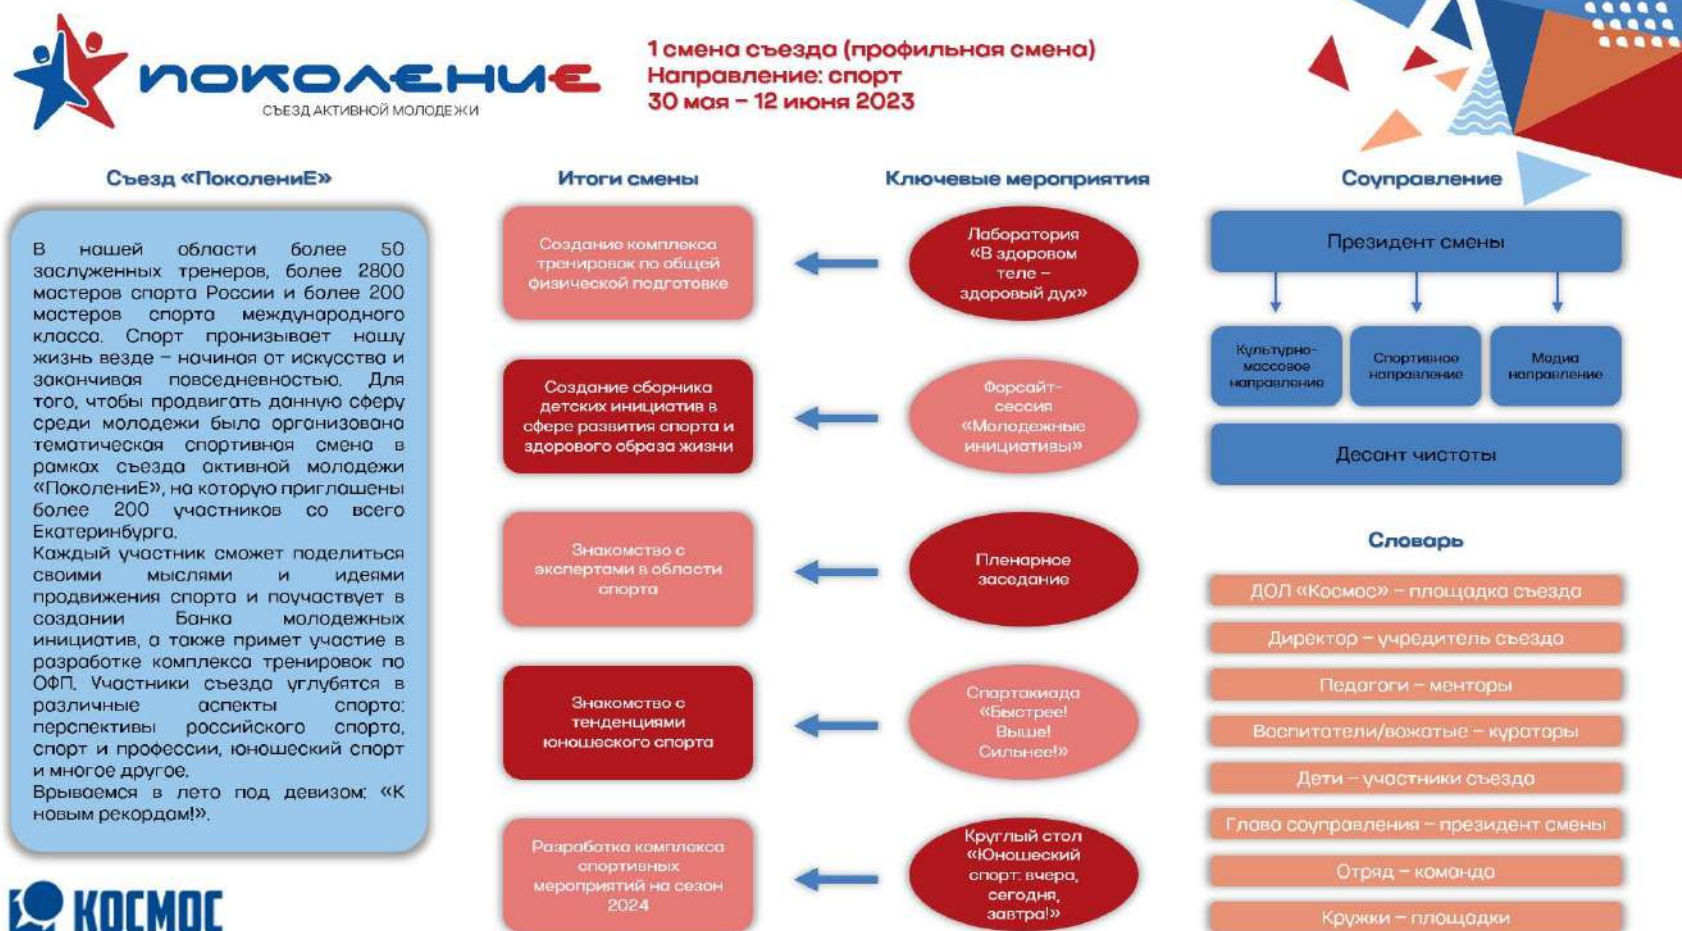 ПОКОЛЕНИЕ
СЪЕЗД АКТИВНОЙ МОЛОДЕЖИ
1 смена съезда (профильная смена)
Направление: спорт
30 мая – 12 июня 2023
Съезд «ПоколениЕ»
В нашей области более 50
заслуженных тренеров, более 2800
мастеров спорта России и более 200
мастеров спорта международного
класса. Спорт пронизывает нашу
жизнь везде – начиная от искусства и
заканчивая повседневностью. Для
того, чтобы продвигать данную сферу
среди молодежи была организована
тематическая спортивная смена в
рамках съезда активной молодежи
«ПоколениЕ», на которую приглашены
более 200 участников со всего
Екатеринбурга.
Каждый участник сможет поделиться
своими мыслями и идеями
продвижения спорта и поучаствует в
создании Банка молодежных
инициатив, а также примет участие в
разработке комплекса тренировок по
ОФП. Участники съезда углубятся в
различные аспекты спорта:
перспективы российского спорта,
спорт и профессии, юношеский спорт
и многое другое.
Врываемся в лето под девизом: «К
новым рекордам!».
КОСМОС
Итоги смены
Создание комплекса
тренировок по общей
физической подготовке
Создание сборника
детских инициатив в
сфере развития спорта и
здорового образа жизни
Знакомство с
экспертами в области
спорта
Знакомство с
тенденциями
юношеского спорта
Разработка комплекса
спортивных
мероприятий на сезон
2024
Ключевые мероприятия
Лаборатория
«В здоровом
теле –
здоровый дух»
Форсайт-
сессия
«Молодежные
инициативы»
Пленарное
заседание
Спартакиада
«Быстрее!
Выше!
Сильнее!»
Круглый стол
«Юношеский
спорт: вчера,
сегодня,
завтра!»
Соуправление
Президент смены
Культурно-
массовое
направление
Спортивное
направление
Медиа
направление
Десант чистоты
Словарь
ДОЛ «Космос» – площадка съезда
Директор – учредитель съезда
Педагоги – менторы
Воспитатели/вожатые – кураторы
Дети – участники съезда
Глава соуправления – президент смены
Отряд – команда
Кружки – площадки